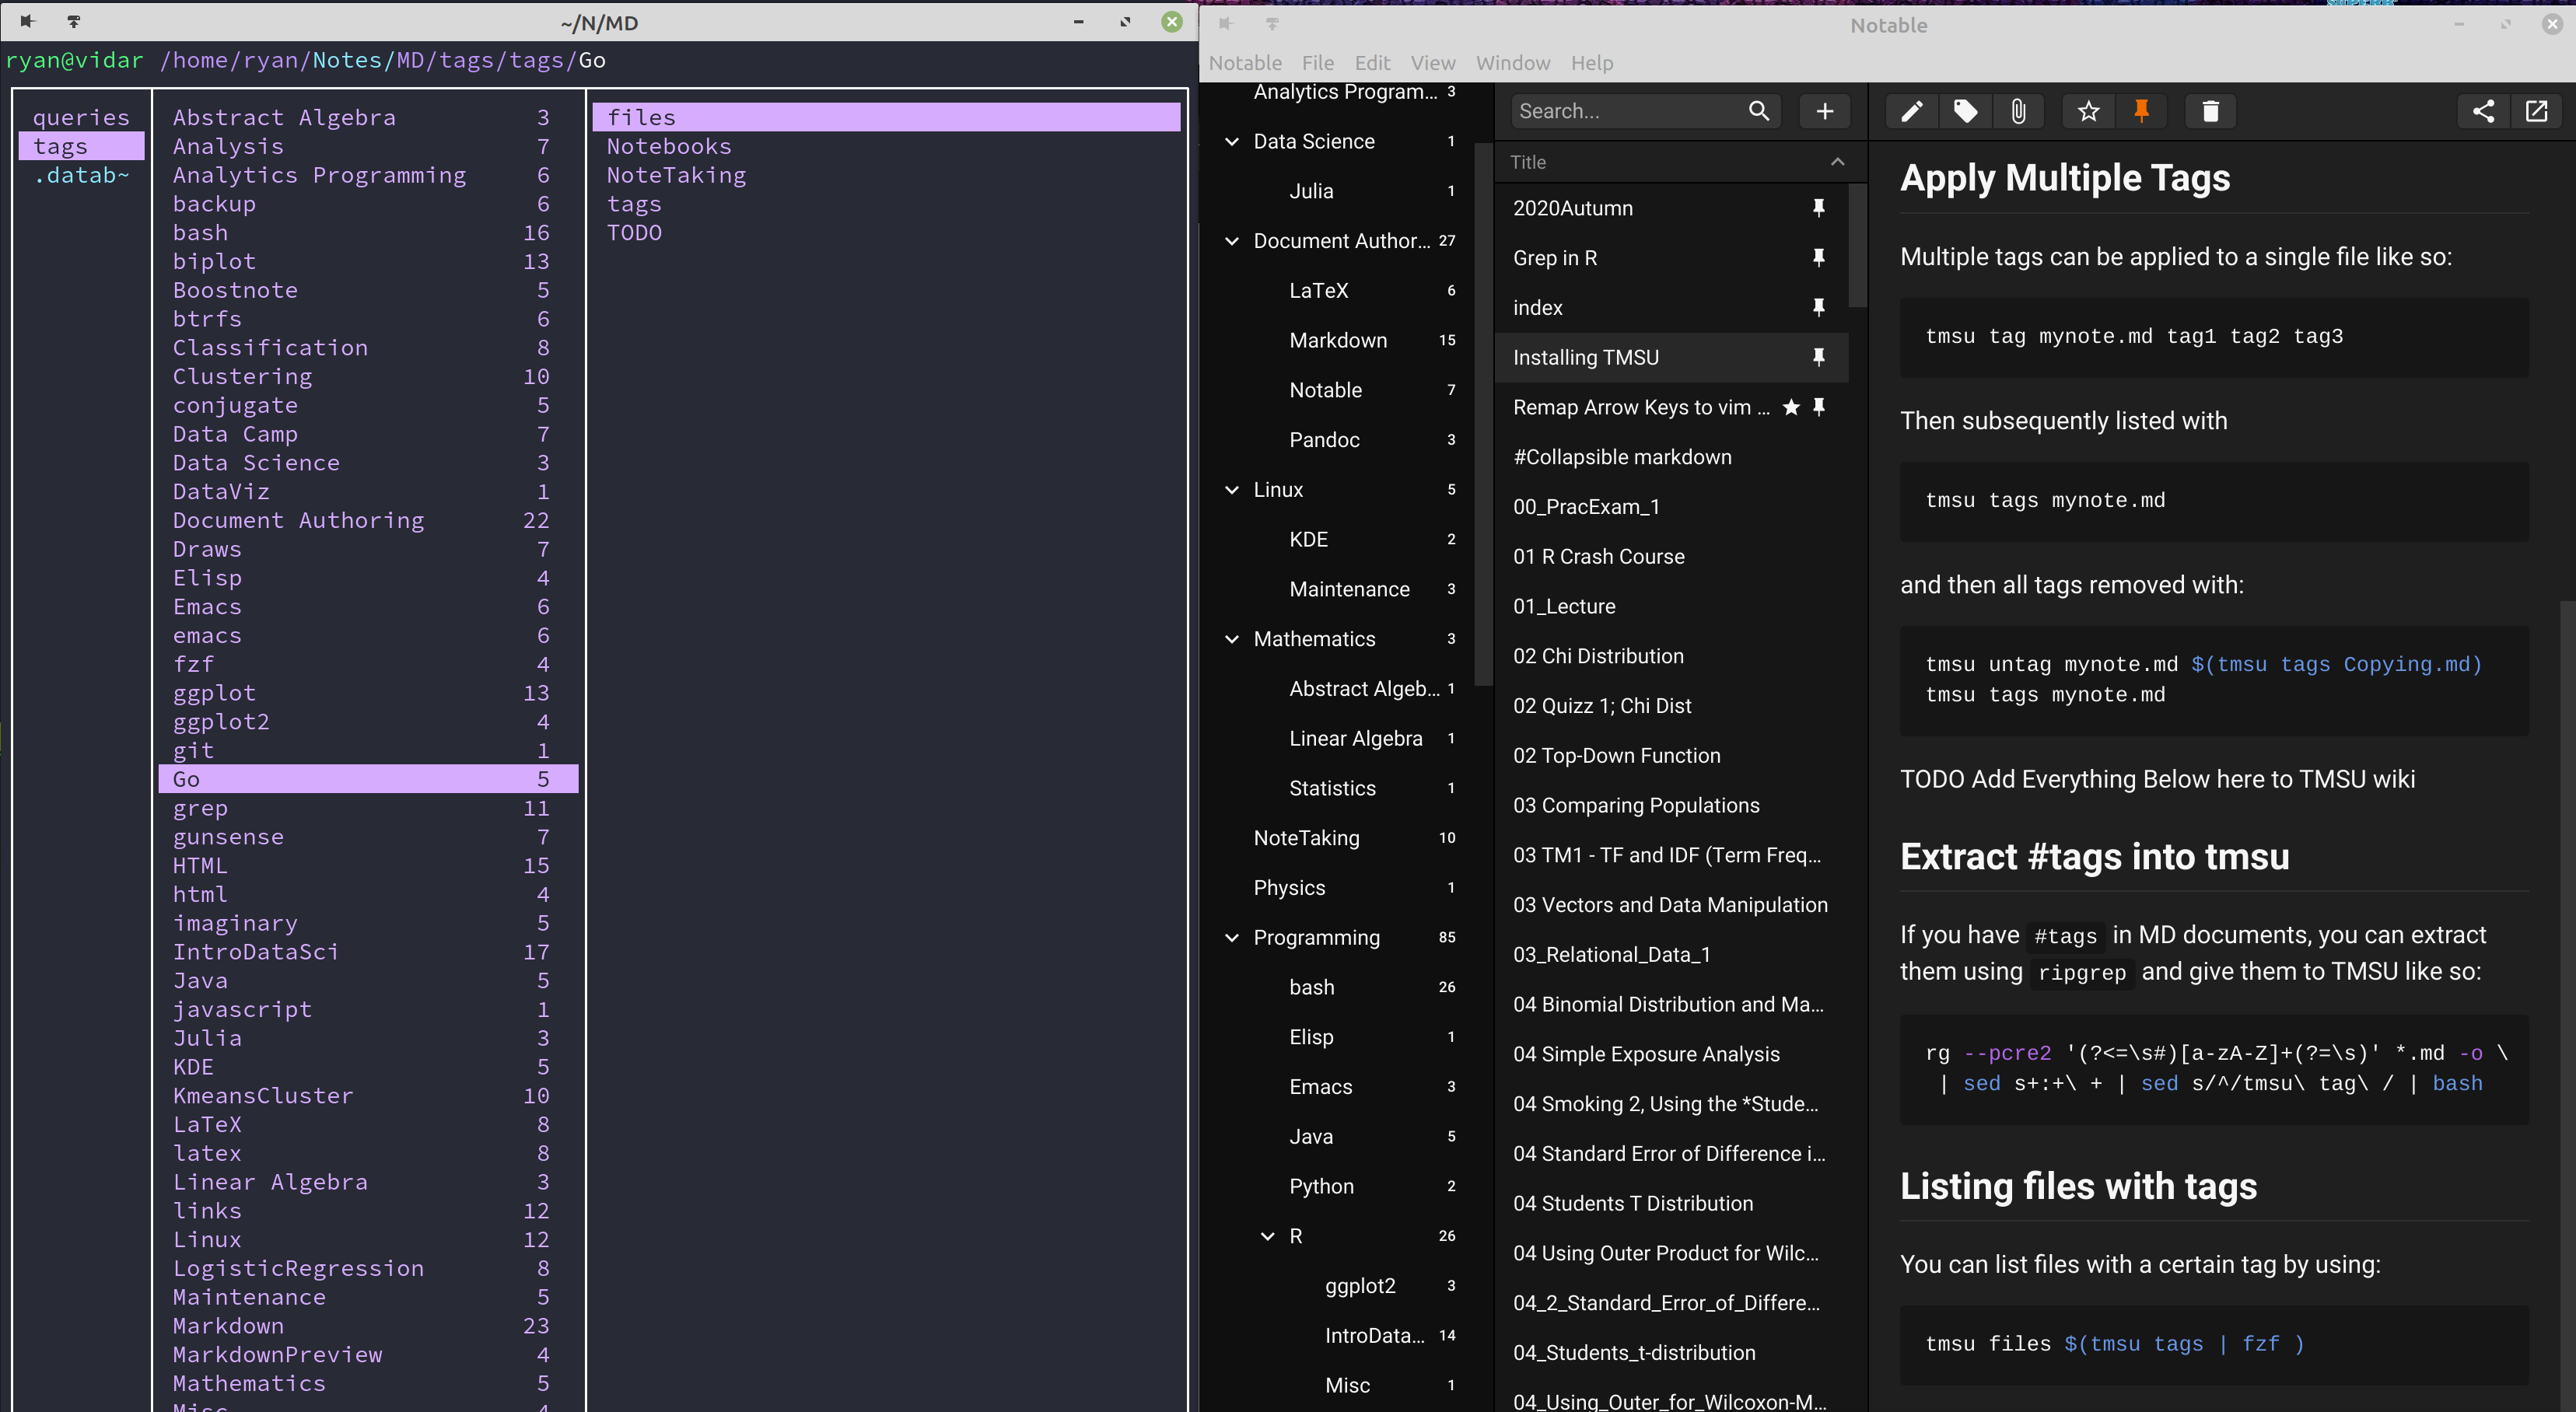 ~/N/MD
ryan@vidar /home/ryan/Notes/MD/tags/tags/Go
queries
tags
.datab~
Abstract Algebra 3
Analysis 7
Analytics Programming 6
backup 6
bash 16
biplot 13
Boostnote 5
btrfs 6
Classification 8
Clustering 10
conjugate 5
Data Camp 7
Data Science 3
DataViz 1
Document Authoring 22
Draws 7
Elisp 4
Emacs 6
emacs 6
fzf 4
ggplot 13
ggplot2 4
git 1
Go 5
grep 11
gunsense 7
HTML 15
html 4
imaginary 5
IntroDataSci 17
Java 5
javascript 1
Julia 3
KDE 5
KmeansCluster 10
LaTeX 8
latex 8
Linear Algebra 3
links 12
Linux 12
LogisticRegression 8
Maintenance 5
Markdown 23
MarkdownPreview 4
Mathematics 5
files
Notebooks
NoteTaking
tags
TODO
Notable
Notable File Edit View Window Help
Analytics Program... 3
Data Science 1
Julia 1
Document Author... 27
LaTeX 6
Markdown 15
Notable 7
Pandoc 3
Linux 5
KDE 2
Maintenance 3
Mathematics 3
Abstract Algeb... 1
Linear Algebra 1
Statistics 1
NoteTaking 10
Physics 1
Programming 85
bash 26
Elisp 1
Emacs 3
Java 5
Python 2
R 26
ggplot2 3
IntroData... 14
Misc 1
Search...
Title
2020Autumn
Grep in R
index
Installing TMSU
Remap Arrow Keys to vim ...
#Collapsible markdown
00_PracExam_1
01 R Crash Course
01_Lecture
02 Chi Distribution
02 Quizz 1; Chi Dist
02 Top-Down Function
03 Comparing Populations
03 TM1 - TF and IDF (Term Freq...
03 Vectors and Data Manipulation
03_Relational_Data_1
04 Binomial Distribution and Ma...
04 Simple Exposure Analysis
04 Smoking 2, Using the *Stude...
04 Standard Error of Difference i...
04 Students T Distribution
04 Using Outer Product for Wilc...
04_2_Standard_Error_of_Differe...
04_Students_t-distribution
04_Using_Outer_for_Wilcoxon-M...
Apply Multiple Tags
Multiple tags can be applied to a single file like so:
tmsu tag mynote.md tag1 tag2 tag3
Then subsequently listed with
tmsu tags mynote.md
and then all tags removed with:
tmsu untag mynote.md $(tmsu tags Copying.md)
tmsu tags mynote.md
TODO Add Everything Below here to TMSU wiki
Extract #tags into tmsu
If you have #tags in MD documents, you can extract
them using ripgrep and give them to TMSU like so:
rg --pcre2 '(?<=\s#)[a-zA-Z]+(?=\s)' *.md -o \
| sed s+:+\ + | sed s/^/tmsu\ tag\ / | bash
Listing files with tags
You can list files with a certain tag by using:
tmsu files $(tmsu tags | fzf )